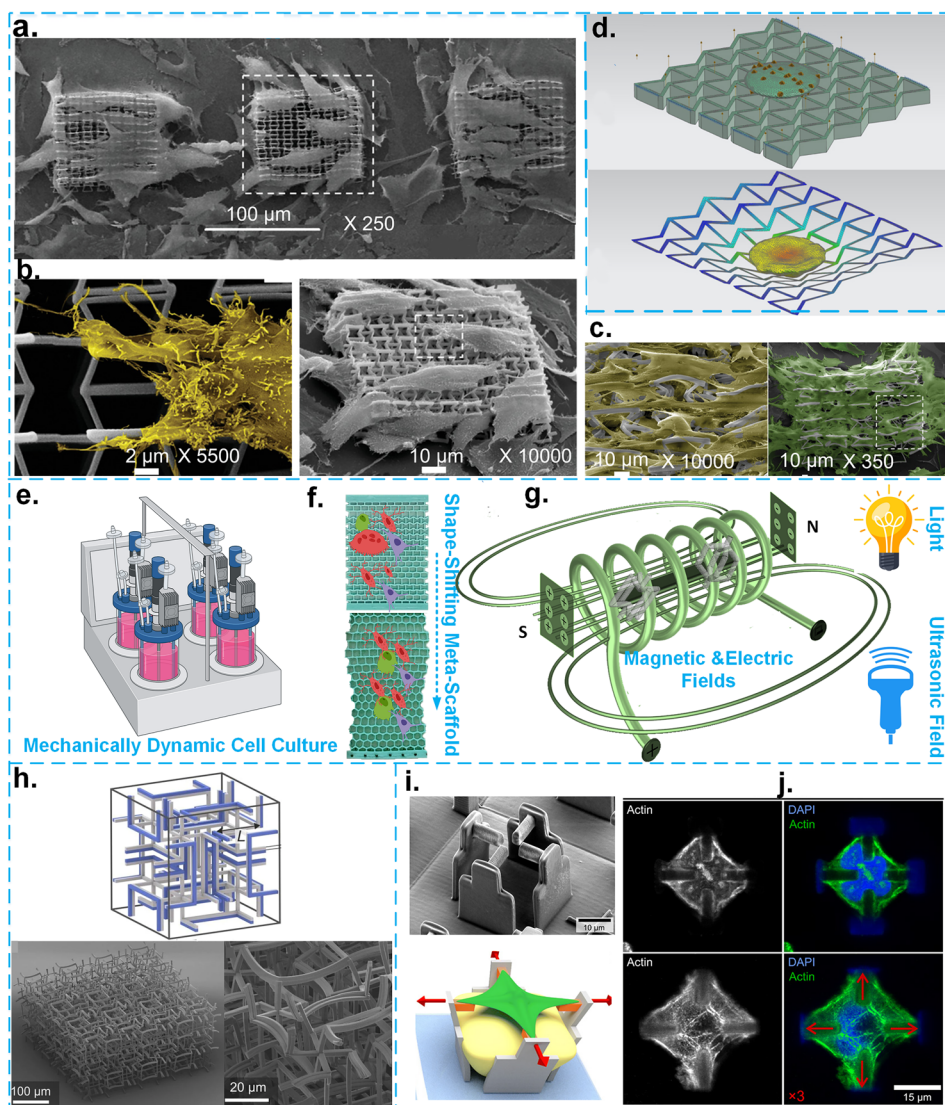 a.
100 µm
X 250
b.
2 µm X 5500
10 µm
X 10000
d.
c.
10 µm X 10000
10 µm X 350
e.
Mechanically Dynamic Cell Culture
f.
Shape-Shifting Meta-Scaffold
g.
N
S
Magnetic &Electric
Fields
Light
Ultrasonic Field
h.
L
100 µm
20 µm
i.
10 µm
j.
Actin
DAPI
Actin
Actin
DAPI
Actin
×3
15 µm